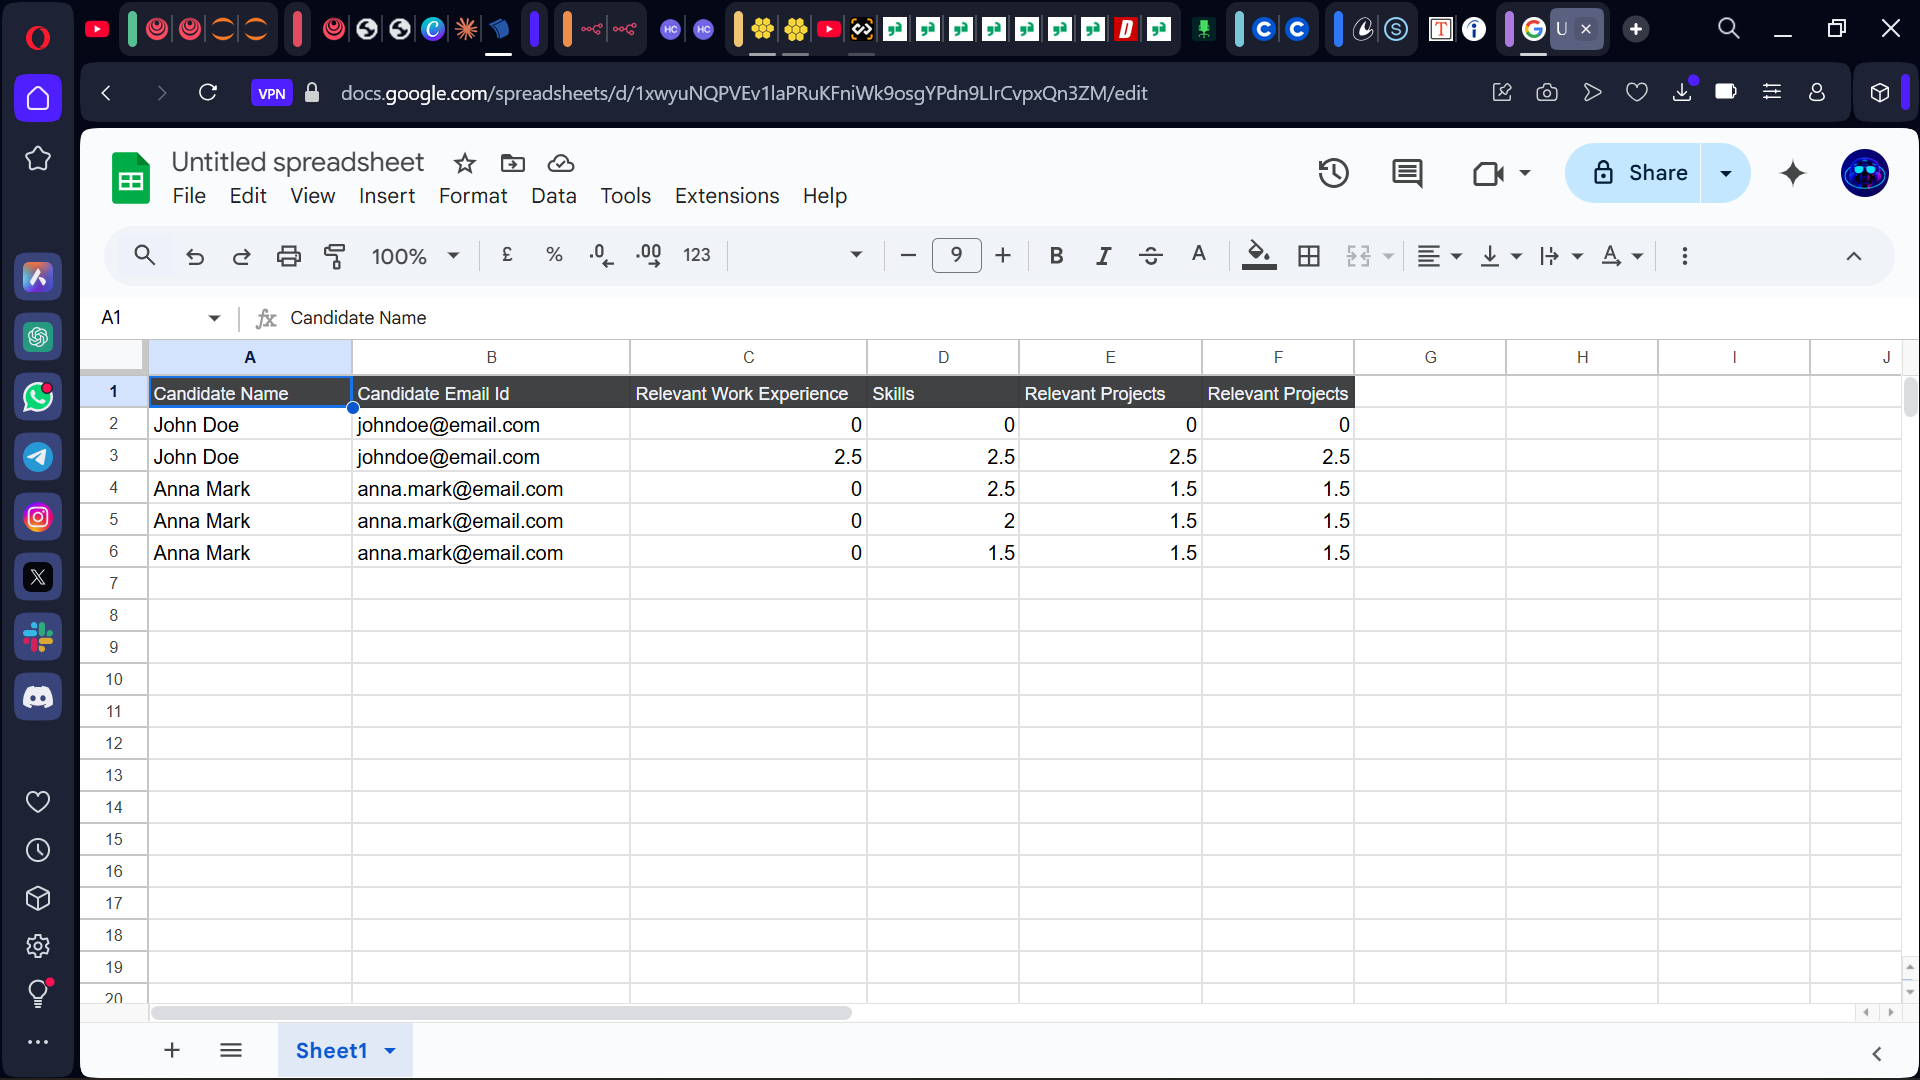 U
VPN docs.google.com/spreadsheets/d/1xwyuNQPVEv1laPRuKFniWk9osgYPdn9LIrCvpxQn3ZM/edit
Untitled spreadsheet
File Edit View Insert Format Data Tools Extensions Help
Share
100% £ % .0 .00 123 9 B I S A A
A1 fx Candidate Name
A B C D E F G H I J
1 Candidate Name Candidate Email Id Relevant Work Experience Skills Relevant Projects Relevant Projects
2 John Doe johndoe@email.com 0 0 0 0
3 John Doe johndoe@email.com 2.5 2.5 2.5 2.5
4 Anna Mark anna.mark@email.com 0 2.5 1.5 1.5
5 Anna Mark anna.mark@email.com 0 2 1.5 1.5
6 Anna Mark anna.mark@email.com 0 1.5 1.5 1.5
7
8
9
10
11
12
13
14
15
16
17
18
19
20
Sheet1